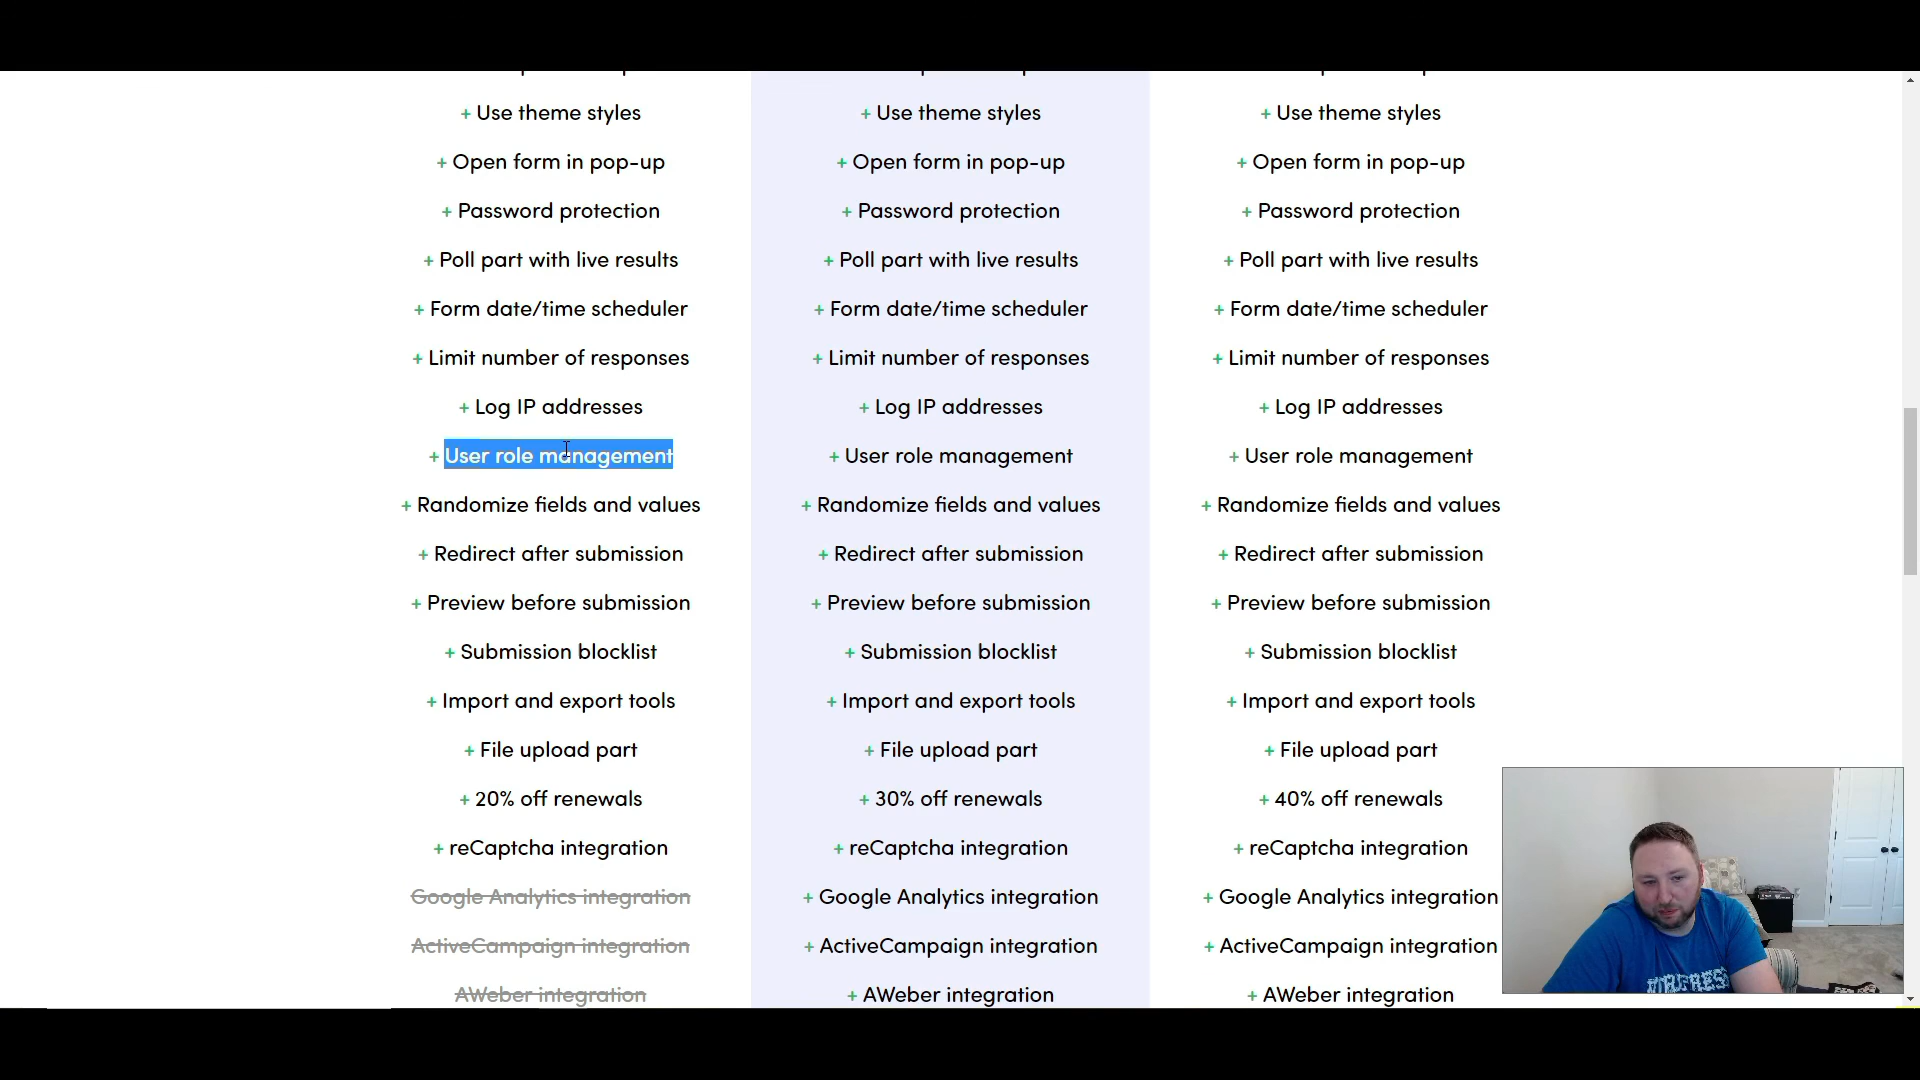 + Use theme styles + Use theme styles + Use theme styles
+ Open form in pop-up + Open form in pop-up + Open form in pop-up
+ Password protection + Password protection + Password protection
+ Poll part with live results + Poll part with live results + Poll part with live results
+ Form date/time scheduler + Form date/time scheduler + Form date/time scheduler
+ Limit number of responses + Limit number of responses + Limit number of responses
+ Log IP addresses + Log IP addresses + Log IP addresses
+ User role management + User role management + User role management
+ Randomize fields and values + Randomize fields and values + Randomize fields and values
+ Redirect after submission + Redirect after submission + Redirect after submission
+ Preview before submission + Preview before submission + Preview before submission
+ Submission blocklist + Submission blocklist + Submission blocklist
+ Import and export tools + Import and export tools + Import and export tools
+ File upload part + File upload part + File upload part
+ 20% off renewals + 30% off renewals + 40% off renewals
+ reCaptcha integration + reCaptcha integration + reCaptcha integration
Google Analytics integration + Google Analytics integration + Google Analytics integration
ActiveCampaign integration + ActiveCampaign integration + ActiveCampaign integration
AWeber integration + AWeber integration + AWeber integration